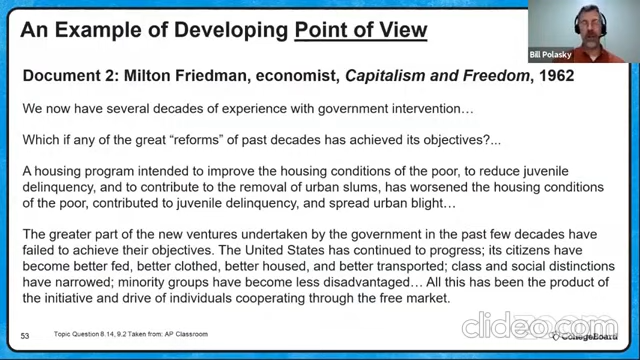 An Example of Developing Point of View
Bill Polasky
Document 2: Milton Friedman, economist, Capitalism and Freedom, 1962
We now have several decades of experience with government intervention…
Which if any of the great “reforms” of past decades has achieved its objectives?...
A housing program intended to improve the housing conditions of the poor, to reduce juvenile
delinquency, and to contribute to the removal of urban slums, has worsened the housing conditions
of the poor, contributed to juvenile delinquency, and spread urban blight…
The greater part of the new ventures undertaken by the government in the past few decades have
failed to achieve their objectives. The United States has continued to progress; its citizens have
become better fed, better clothed, better housed, and better transported; class and social distinctions
have narrowed; minority groups have become less disadvantaged… All this has been the product of
the initiative and drive of individuals cooperating through the free market.
53
Topic Question 8.14, 9.2 Taken from: AP Classroom
CollegeBoard
clideo.com